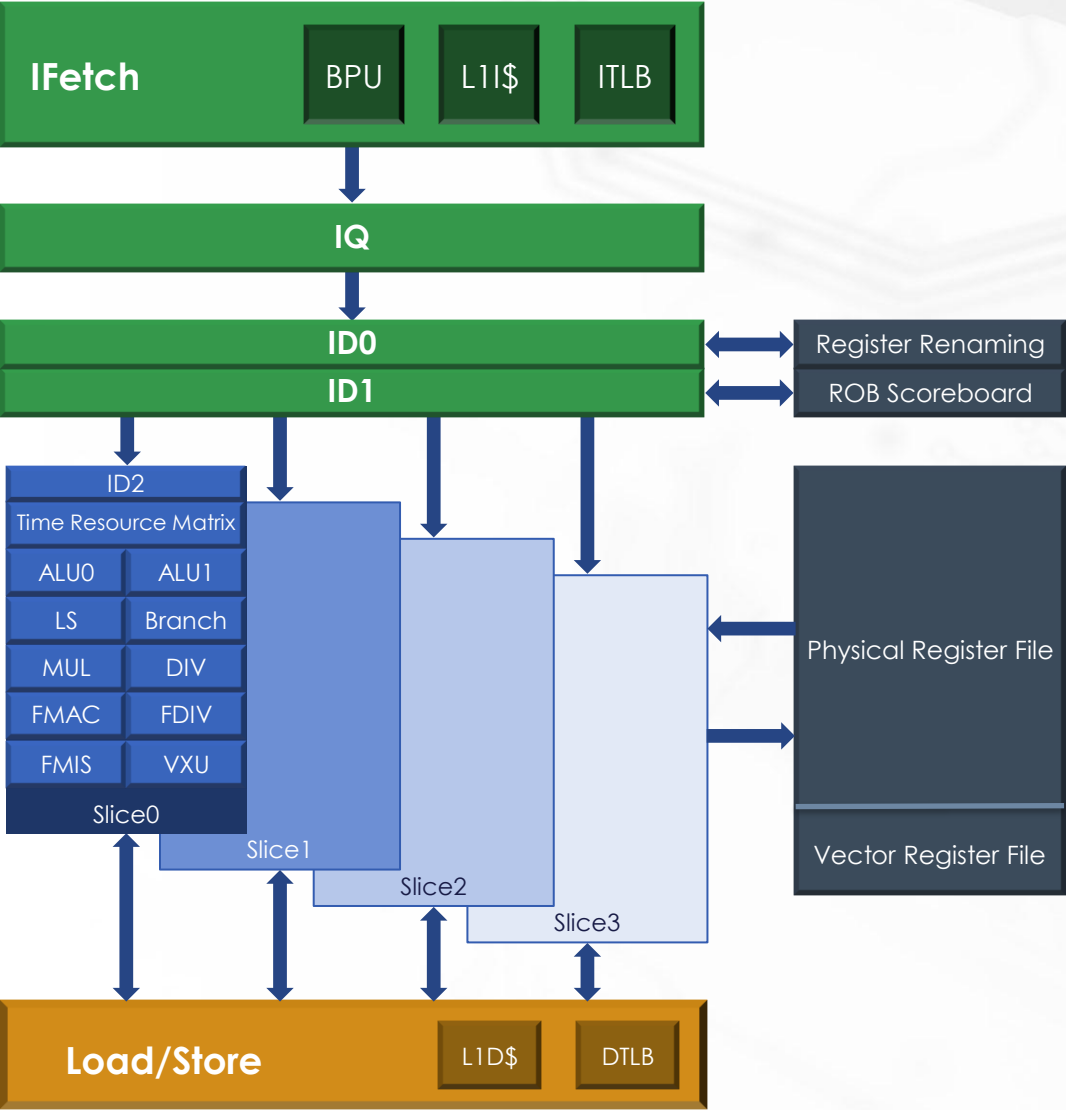 IFetch
BPU
L1I$
ITLB
IQ
ID0
Register Renaming
ID1
ROB Scoreboard
ID2
Time Resource Matrix
ALU0
ALU1
LS
Branch
MUL
DIV
FMAC
FDIV
FMIS
VXU
Slice0
Slice1
Slice2
Slice3
Physical Register File
Vector Register File
Load/Store
L1D$
DTLB